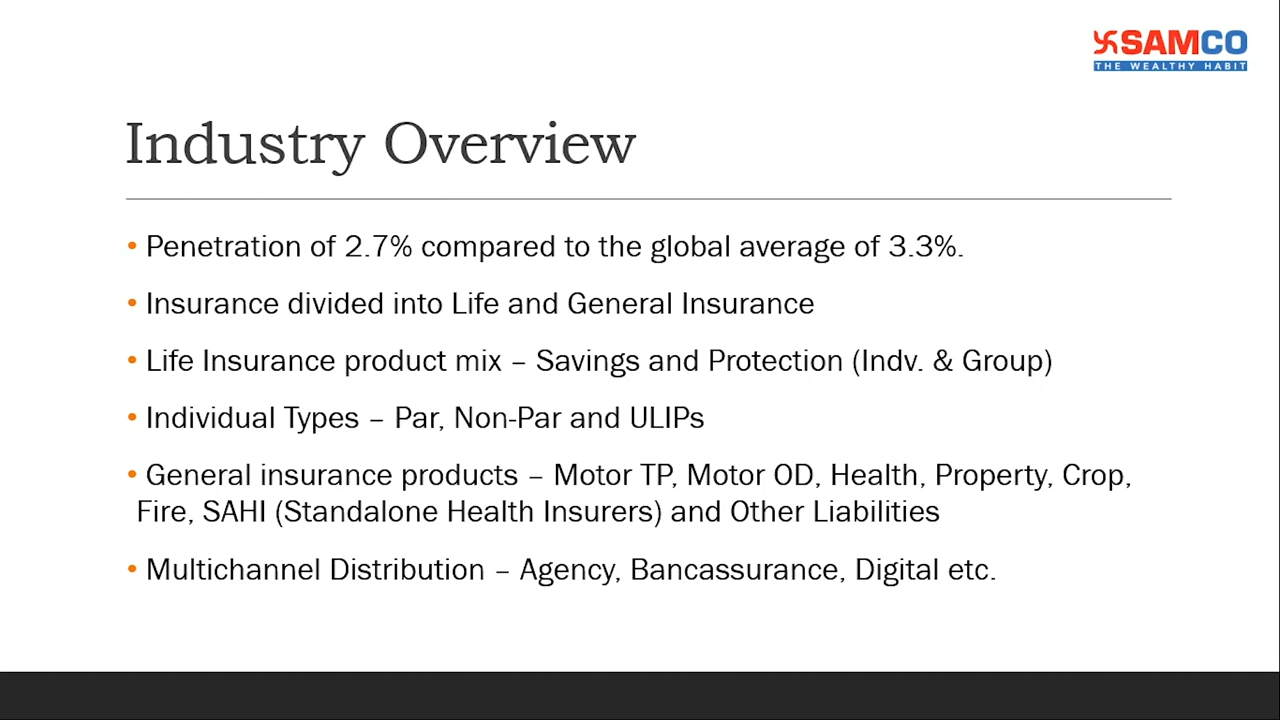 SAMCO
THE WEALTHY HABIT
Industry Overview
• Penetration of 2.7% compared to the global average of 3.3%.
• Insurance divided into Life and General Insurance
• Life Insurance product mix – Savings and Protection (Indv. & Group)
• Individual Types – Par, Non-Par and ULIPs
• General insurance products – Motor TP, Motor OD, Health, Property, Crop,
Fire, SAHI (Standalone Health Insurers) and Other Liabilities
• Multichannel Distribution – Agency, Bancassurance, Digital etc.